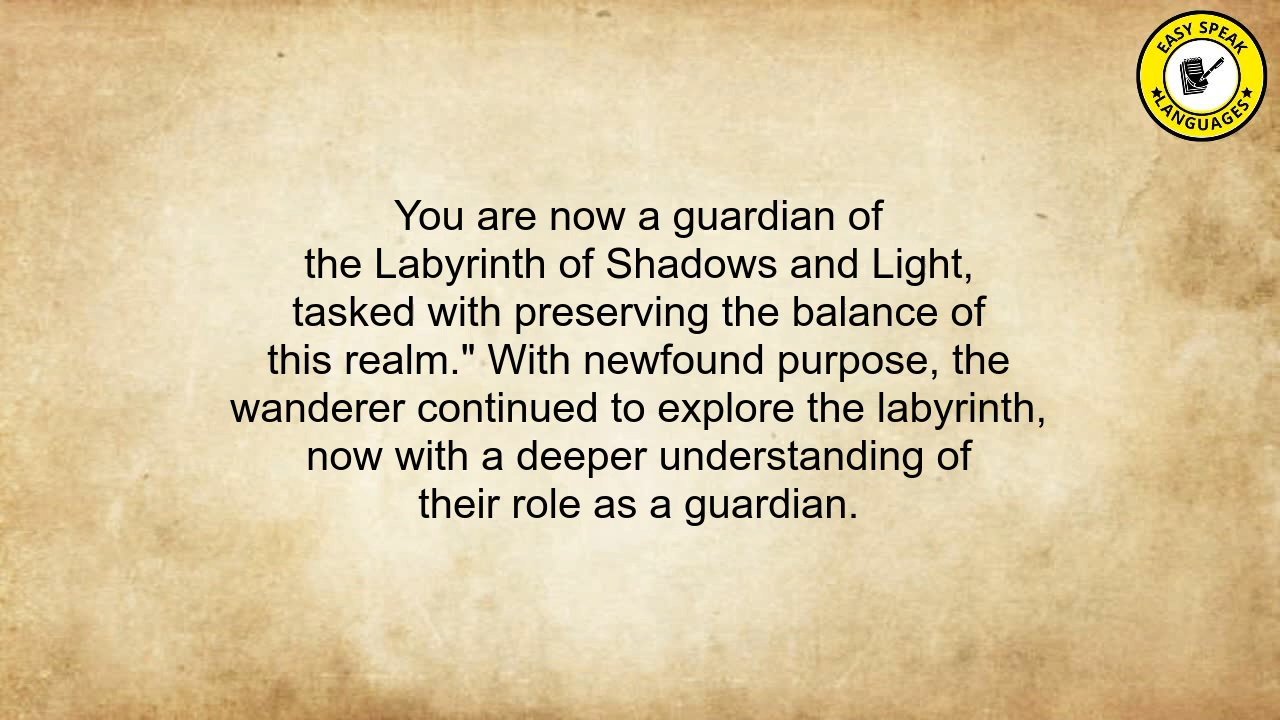 EASY SPEAK
LANGUAGES
You are now a guardian of
the Labyrinth of Shadows and Light,
tasked with preserving the balance of
this realm." With newfound purpose, the
wanderer continued to explore the labyrinth,
now with a deeper understanding of
their role as a guardian.